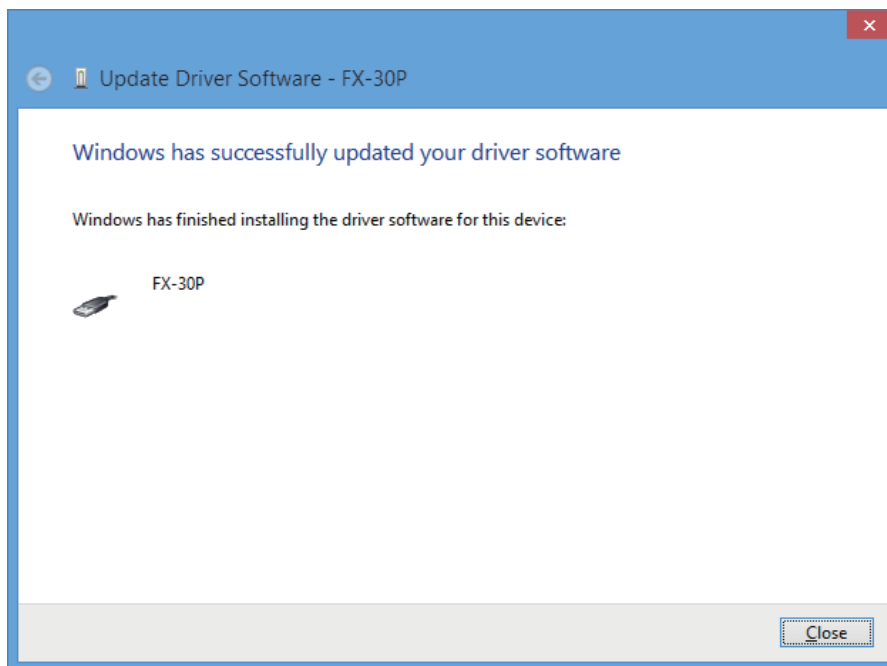 Update Driver Software - FX-30P
Windows has successfully updated your driver software
Windows has finished installing the driver software for this device:
FX-30P
Close